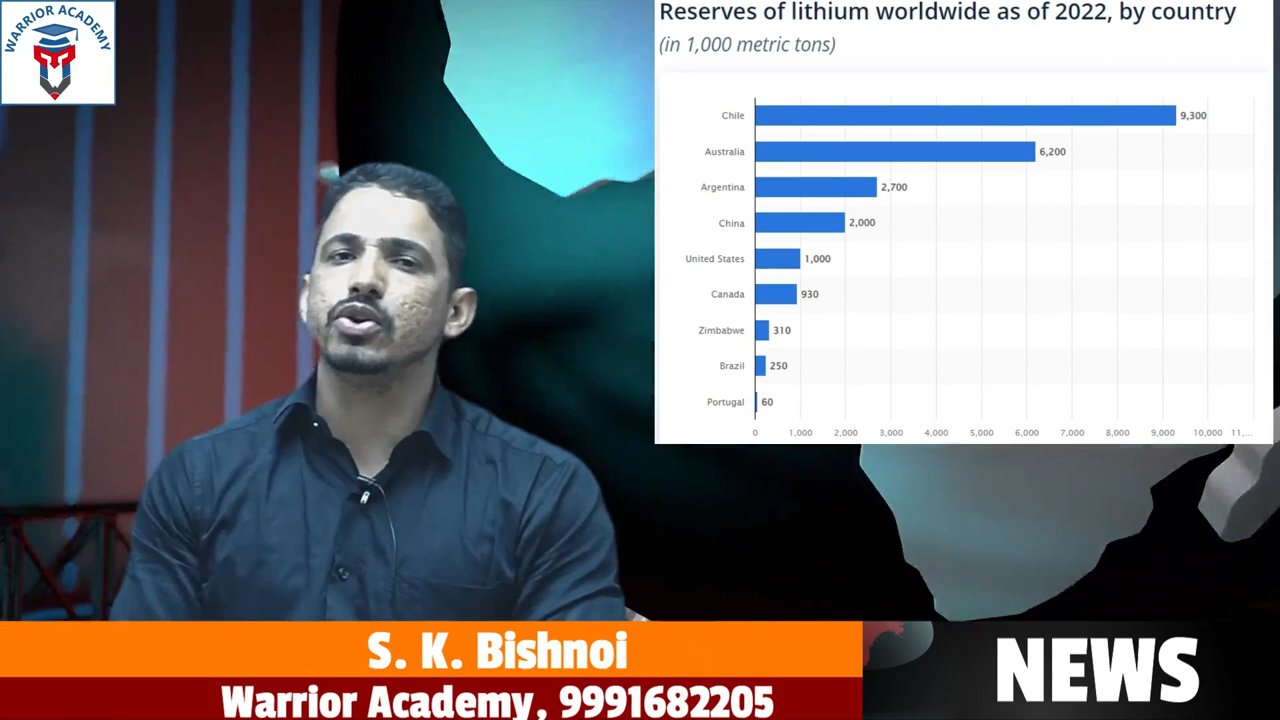 WARRIOR ACADEMY
Reserves of lithium worldwide as of 2022, by country
(in 1,000 metric tons)
Chile 9,300
Australia 6,200
Argentina 2,700
China 2,000
United States 1,000
Canada 930
Zimbabwe 310
Brazil 250
Portugal 60
0 1,000 2,000 3,000 4,000 5,000 6,000 7,000 8,000 9,000 10,000 11,...
S. K. Bishnoi
Warrior Academy, 9991682205
NEWS